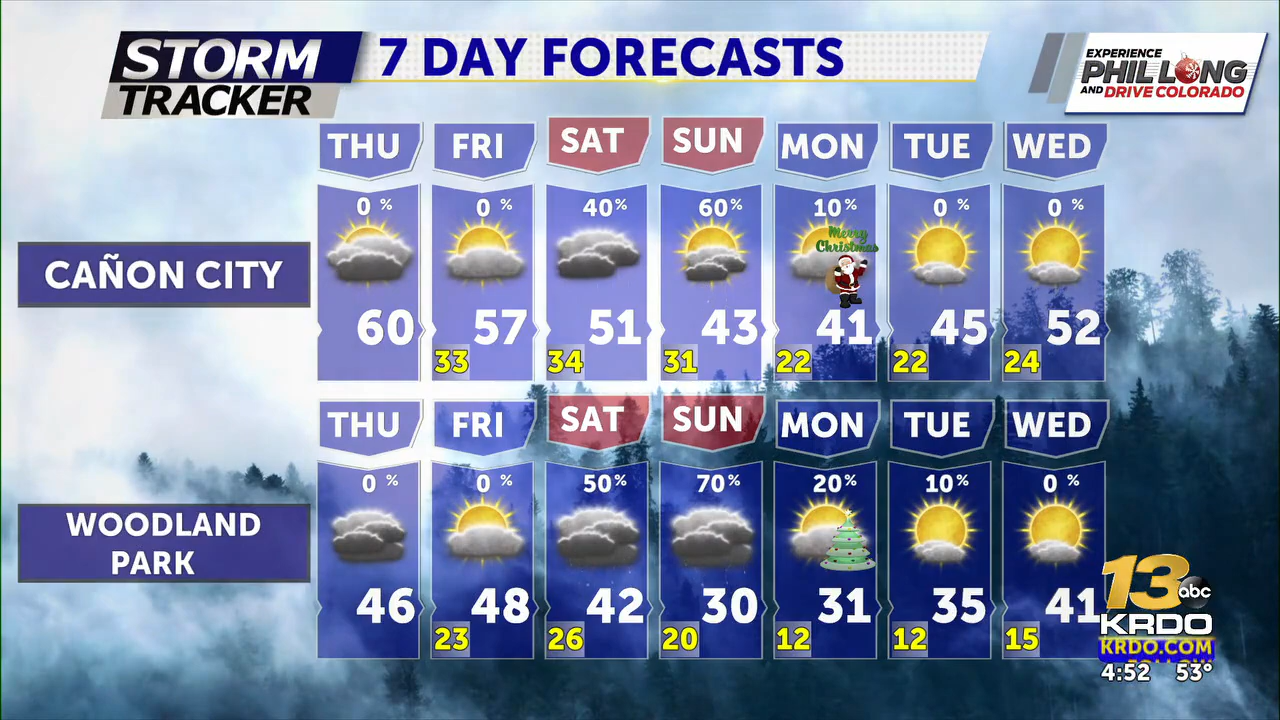 STORM
TRACKER
7 DAY FORECASTS
EXPERIENCE
PHIL LONG
AND DRIVE COLORADO
THU FRI SAT SUN MON TUE WED
0 % 0 % 40% 60% 10% 0 % 0 %
Merry
Christmas
CAÑON CITY
60 57 51 43 41 45 52
33 34 31 22 22 24
THU FRI SAT SUN MON TUE WED
0 % 0 % 50% 70% 20% 10% 0 %
WOODLAND
PARK
46 48 42 30 31 35 41
23 26 20 12 12 15
13 abc
KRDO
KRDO.COM
4:52 53°